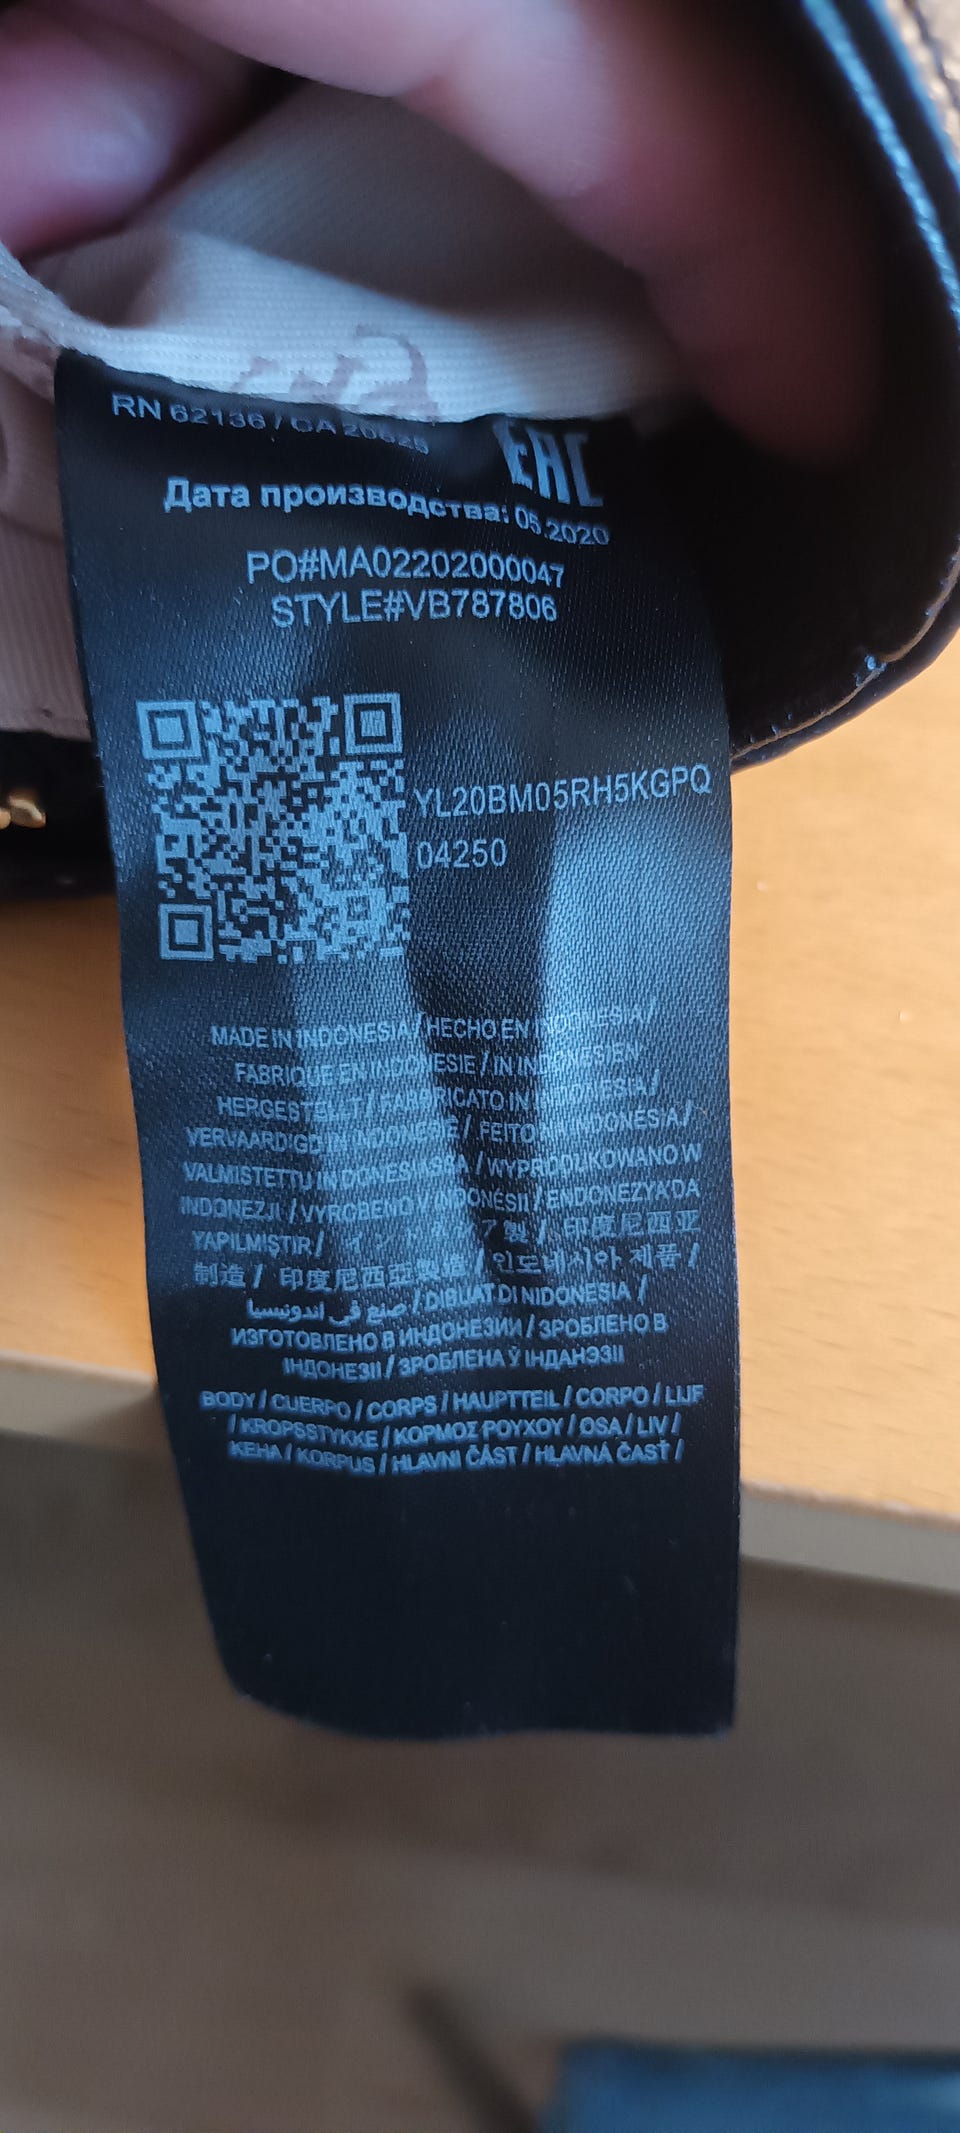 RN 62136 / CA 20625
EAC
Дата производства: 05.2020
PO#MA02202000047
STYLE#VB787806
YL20BM05RH5KGPQ
04250
MADE IN INDONESIA / HECHO EN INDONESIA /
FABRIQUE EN INDONESIE / IN INDONESIEN
HERGESTELLT / FABBRICATO IN INDONESIA /
VERVAARDIGD IN INDONESIE / FEITO NA INDONESIA /
VALMISTETTU INDONESIASSA / WYPRODUKOWANO W
INDONEZJI / VYROBENO V INDONÉSII / ENDONEZYA'DA
YAPILMIŞTIR / インドネシア製 / 印度尼西亚
制造 / 印度尼西亞製造 / 인도네시아 제품 /
صنع في اندونيسيا / DIBUAT DI NIDONESIA /
ИЗГОТОВЛЕНО В ИНДОНЕЗИИ / ЗРОБЛЕНО В
ІНДОНЕЗІІ / ЗРОБЛЕНА Ў ІНДАНЭЗІІ
BODY / CUERPO / CORPS / HAUPTTEIL / CORPO / LIJF
/ KROPSSTYKKE / ΚΟΡΜΟΣ ΡΟΥΧΟΥ / OSA / LIV /
KEHA / KORPUS / HLAVNI ČÁST / HLAVNÁ ČASŤ /